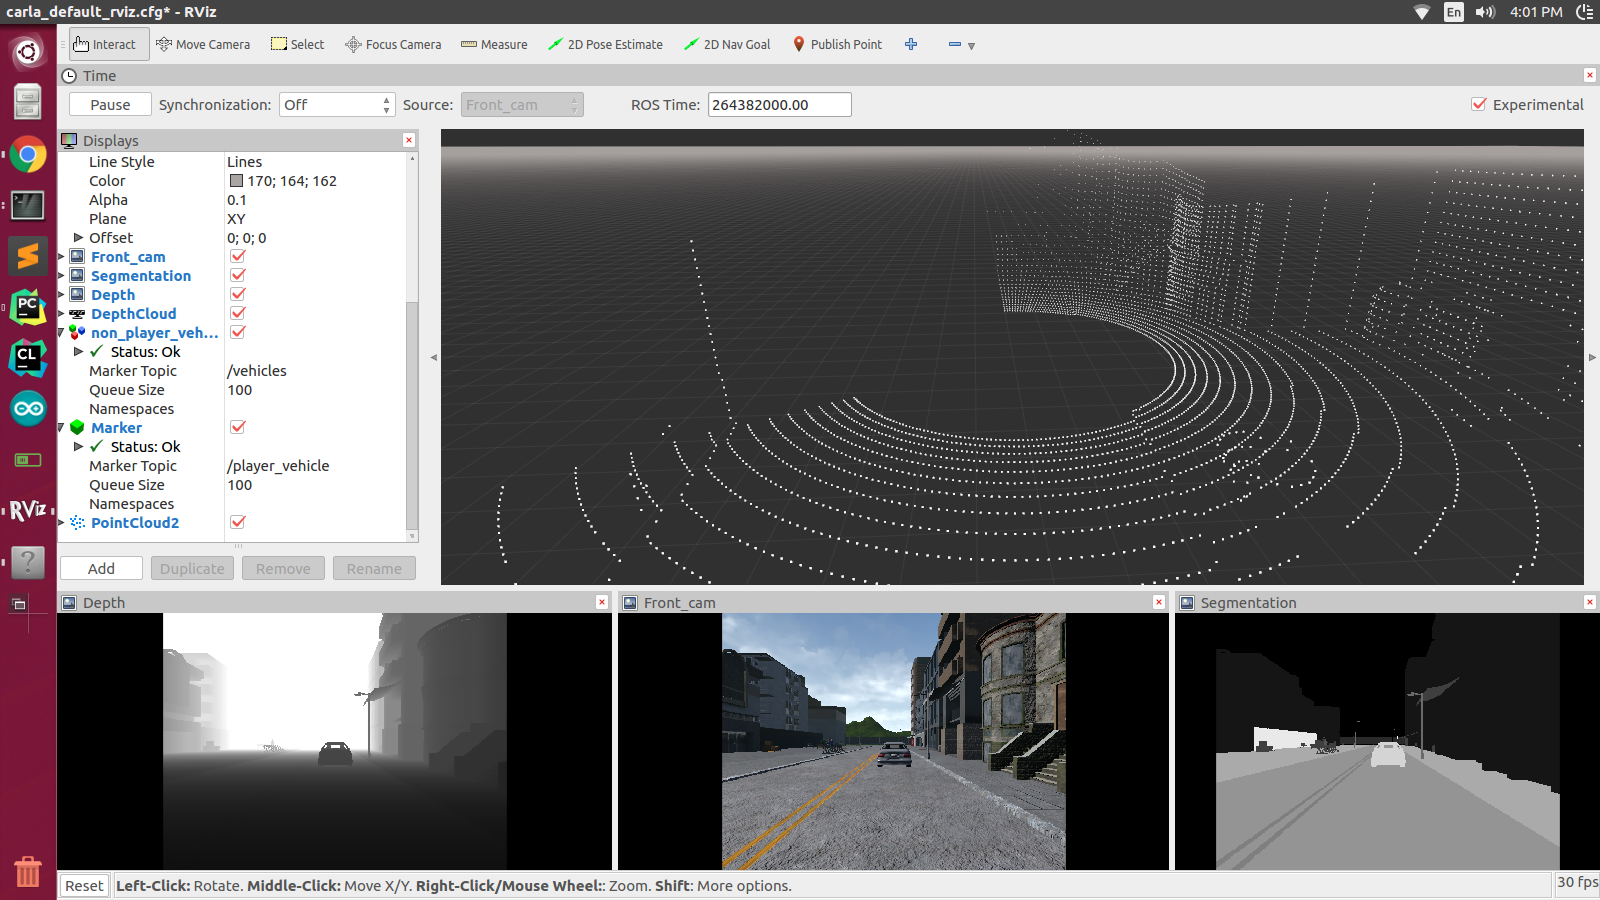 carla_default_rviz.cfg* - RViz
En
4:01 PM
Interact
Move Camera
Select
Focus Camera
Measure
2D Pose Estimate
2D Nav Goal
Publish Point
Time
Pause
Synchronization:
Off
Source:
Front_cam
ROS Time:
264382000.00
Experimental
Displays
Line Style Lines
Color 170; 164; 162
Alpha 0.1
Plane XY
Offset 0; 0; 0
Front_cam
Segmentation
Depth
DepthCloud
non_player_veh...
Status: Ok
Marker Topic /vehicles
Queue Size 100
Namespaces
Marker
Status: Ok
Marker Topic /player_vehicle
Queue Size 100
Namespaces
PointCloud2
Add
Duplicate
Remove
Rename
PC
CL
RViz
?
Depth
Front_cam
Segmentation
Reset
Left-Click: Rotate. Middle-Click: Move X/Y. Right-Click/Mouse Wheel:: Zoom. Shift: More options.
30 fps